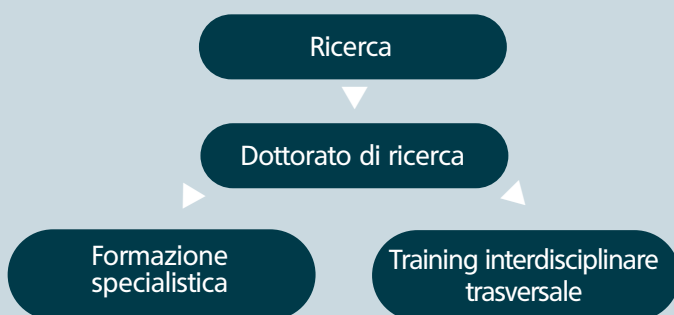 Ricerca
Dottorato di ricerca
Formazione
specialistica
Training interdisciplinare
trasversale